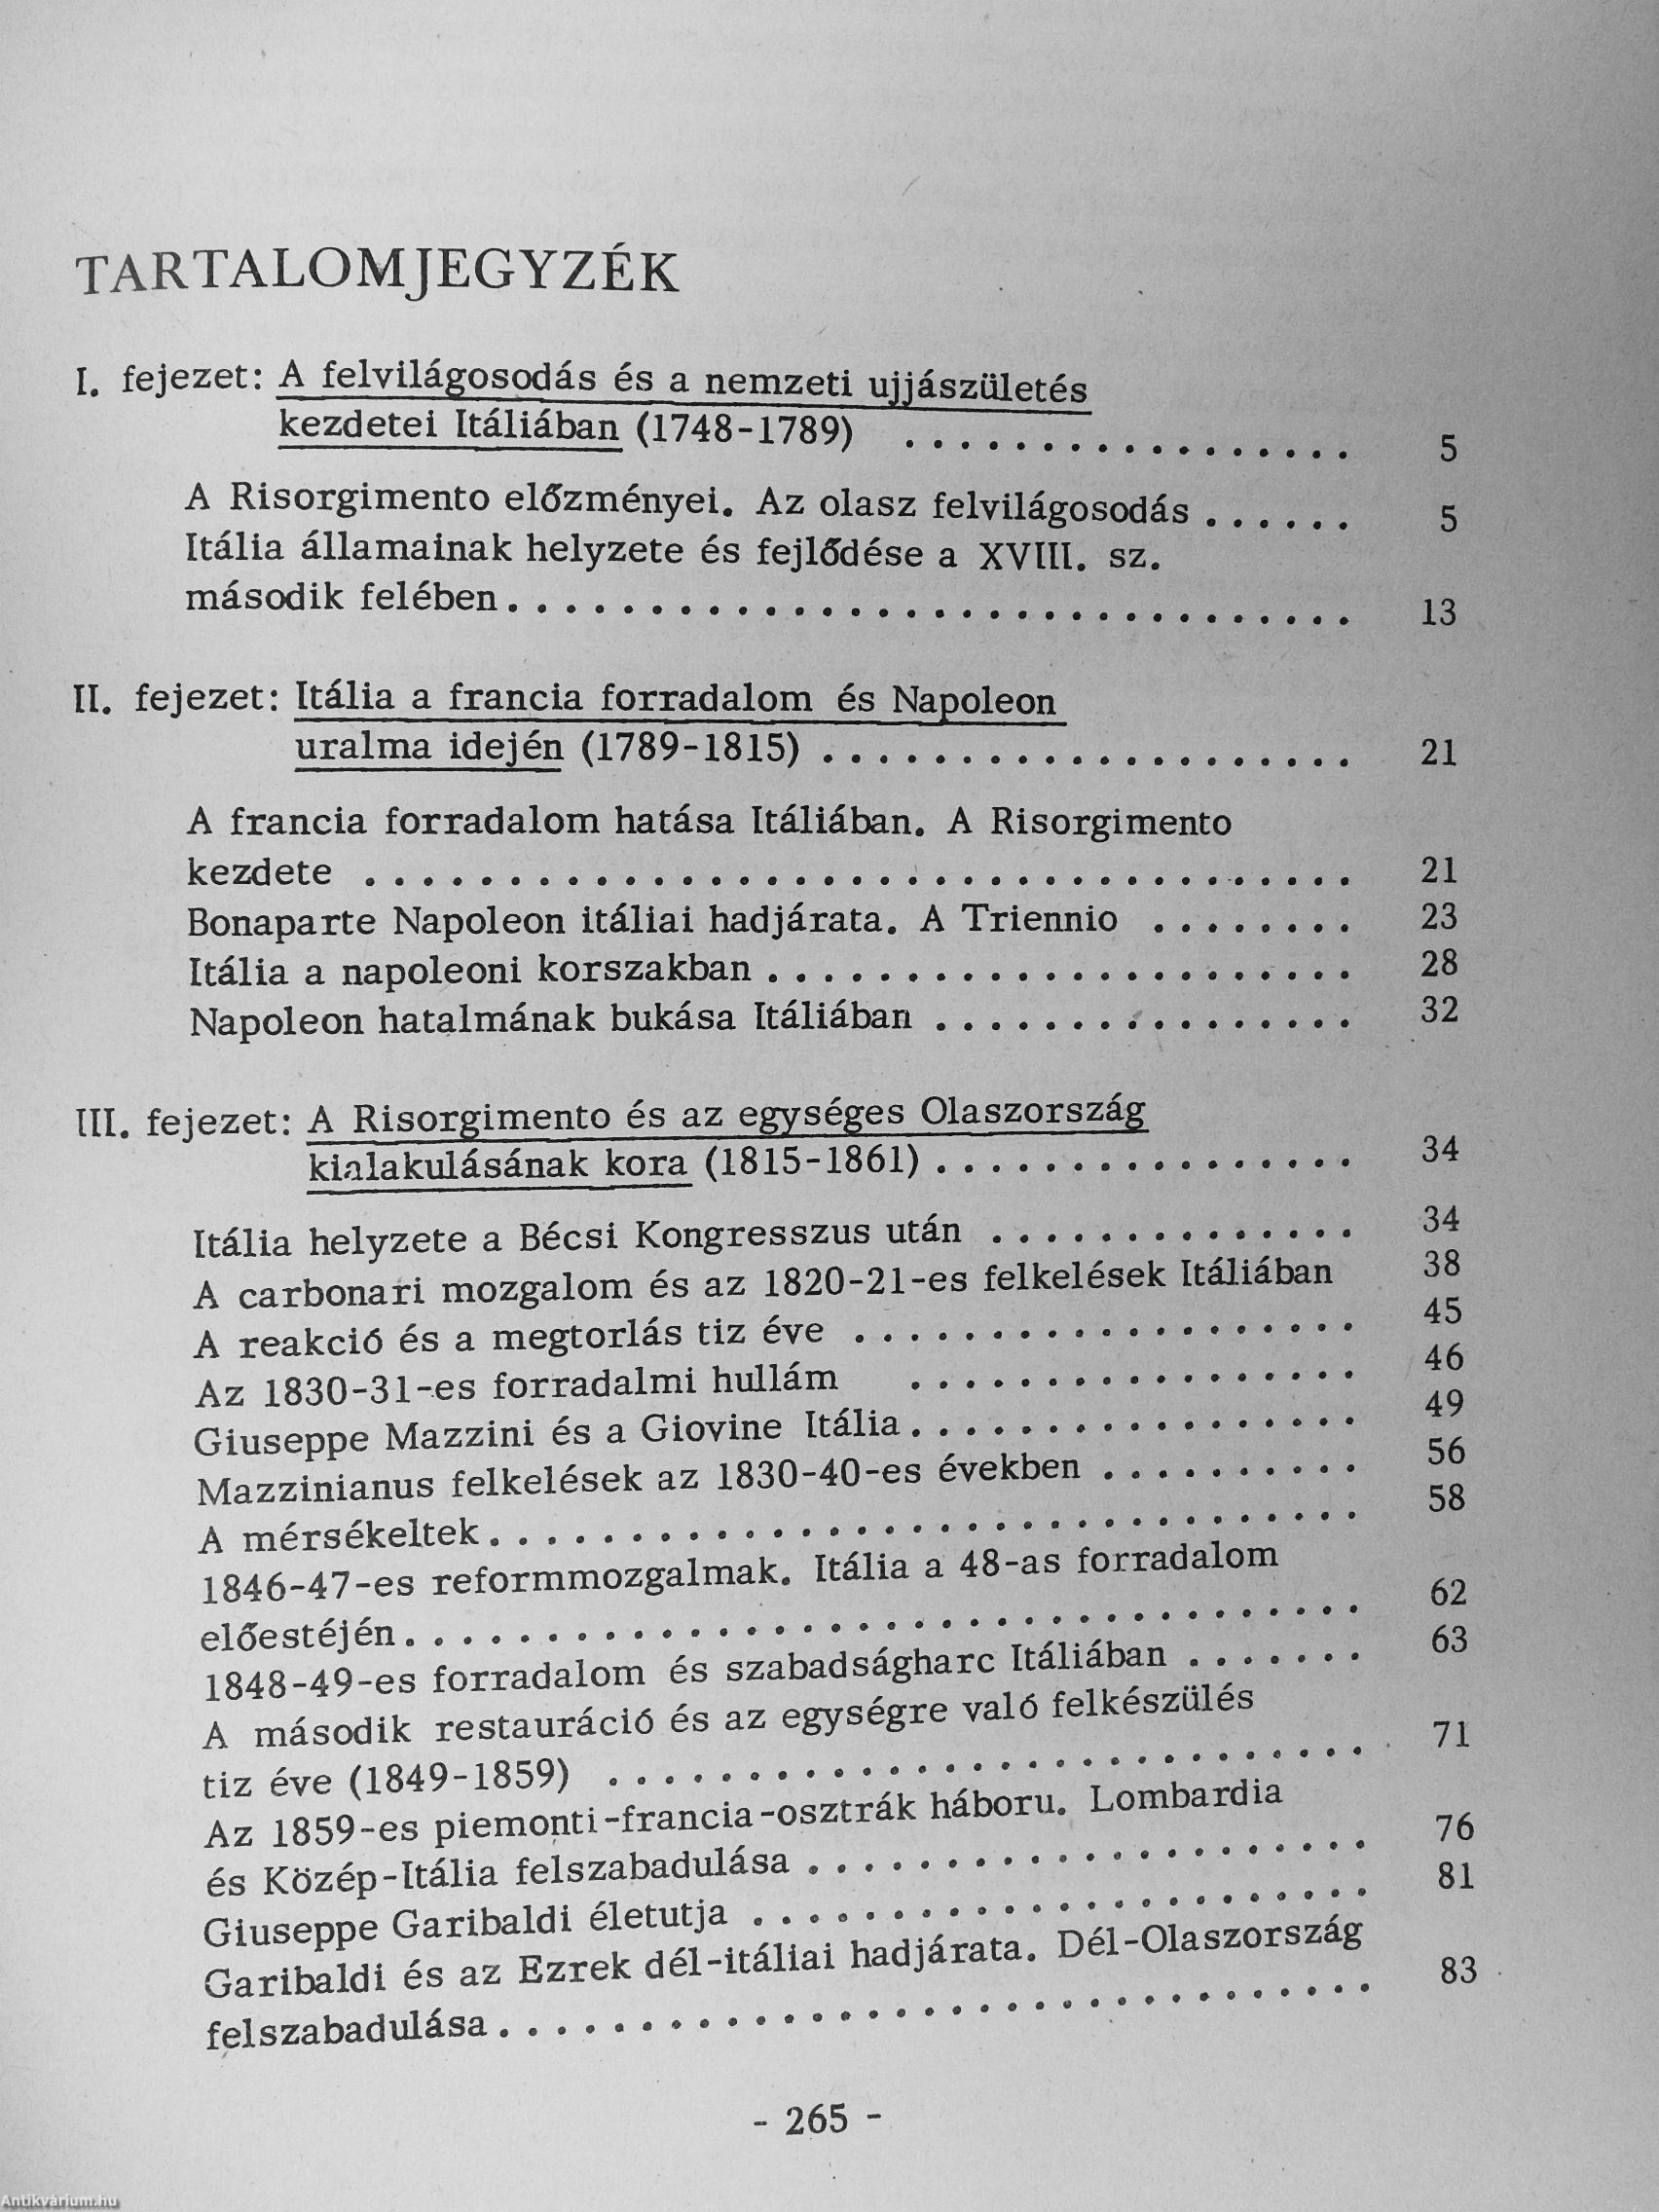 TARTALOMJEGYZÉK
I. fejezet: A felvilágosodás és a nemzeti ujjászületés
kezdetei Itáliában (1748-1789) . . . . . . . . . . . . . . . . . 5
A Risorgimento előzményei. Az olasz felvilágosodás . . . . . . 5
Itália államainak helyzete és fejlődése a XVIII. sz.
második felében . . . . . . . . . . . . . . . . . . . . . . . . . . . . . . 13
II. fejezet: Itália a francia forradalom és Napoleon
uralma idején (1789-1815) . . . . . . . . . . . . . . . . . . . . 21
A francia forradalom hatása Itáliában. A Risorgimento
kezdete . . . . . . . . . . . . . . . . . . . . . . . . . . . . . . . . . . . 21
Bonaparte Napoleon itáliai hadjárata. A Triennio . . . . . . . . 23
Itália a napoleoni korszakban . . . . . . . . . . . . . . . . . . . . . 28
Napoleon hatalmának bukása Itáliában . . . . . . . . . . . . . . . . 32
III. fejezet: A Risorgimento és az egységes Olaszország
kialakulásának kora (1815-1861) . . . . . . . . . . . . . . . . 34
Itália helyzete a Bécsi Kongresszus után . . . . . . . . . . . . . . 34
A carbonari mozgalom és az 1820-21-es felkelések Itáliában 38
A reakció és a megtorlás tiz éve . . . . . . . . . . . . . . . . . . . 45
Az 1830-31-es forradalmi hullám . . . . . . . . . . . . . . . . . 46
Giuseppe Mazzini és a Giovine Itália . . . . . . . . . . . . . . . . . 49
Mazzinianus felkelések az 1830-40-es években . . . . . . . . . . 56
A mérsékeltek . . . . . . . . . . . . . . . . . . . . . . . . . . . . . . . 58
1846-47-es reformmozgalmak. Itália a 48-as forradalom
előestéjén . . . . . . . . . . . . . . . . . . . . . . . . . . . . . . . . . . 62
1848-49-es forradalom és szabadságharc Itáliában . . . . . . . 63
A második restauráció és az egységre való felkészülés
tiz éve (1849-1859) . . . . . . . . . . . . . . . . . . . . . . . . . . . 71
Az 1859-es piemonti-francia-osztrák háboru. Lombardia
és Közép-Itália felszabadulása . . . . . . . . . . . . . . . . . . . . 76
Giuseppe Garibaldi életutja . . . . . . . . . . . . . . . . . . . . . . 81
Garibaldi és az Ezrek dél-itáliai hadjárata. Dél-Olaszország
felszabadulása . . . . . . . . . . . . . . . . . . . . . . . . . . . . . . . 83
- 265 -
Antikvárium.hu